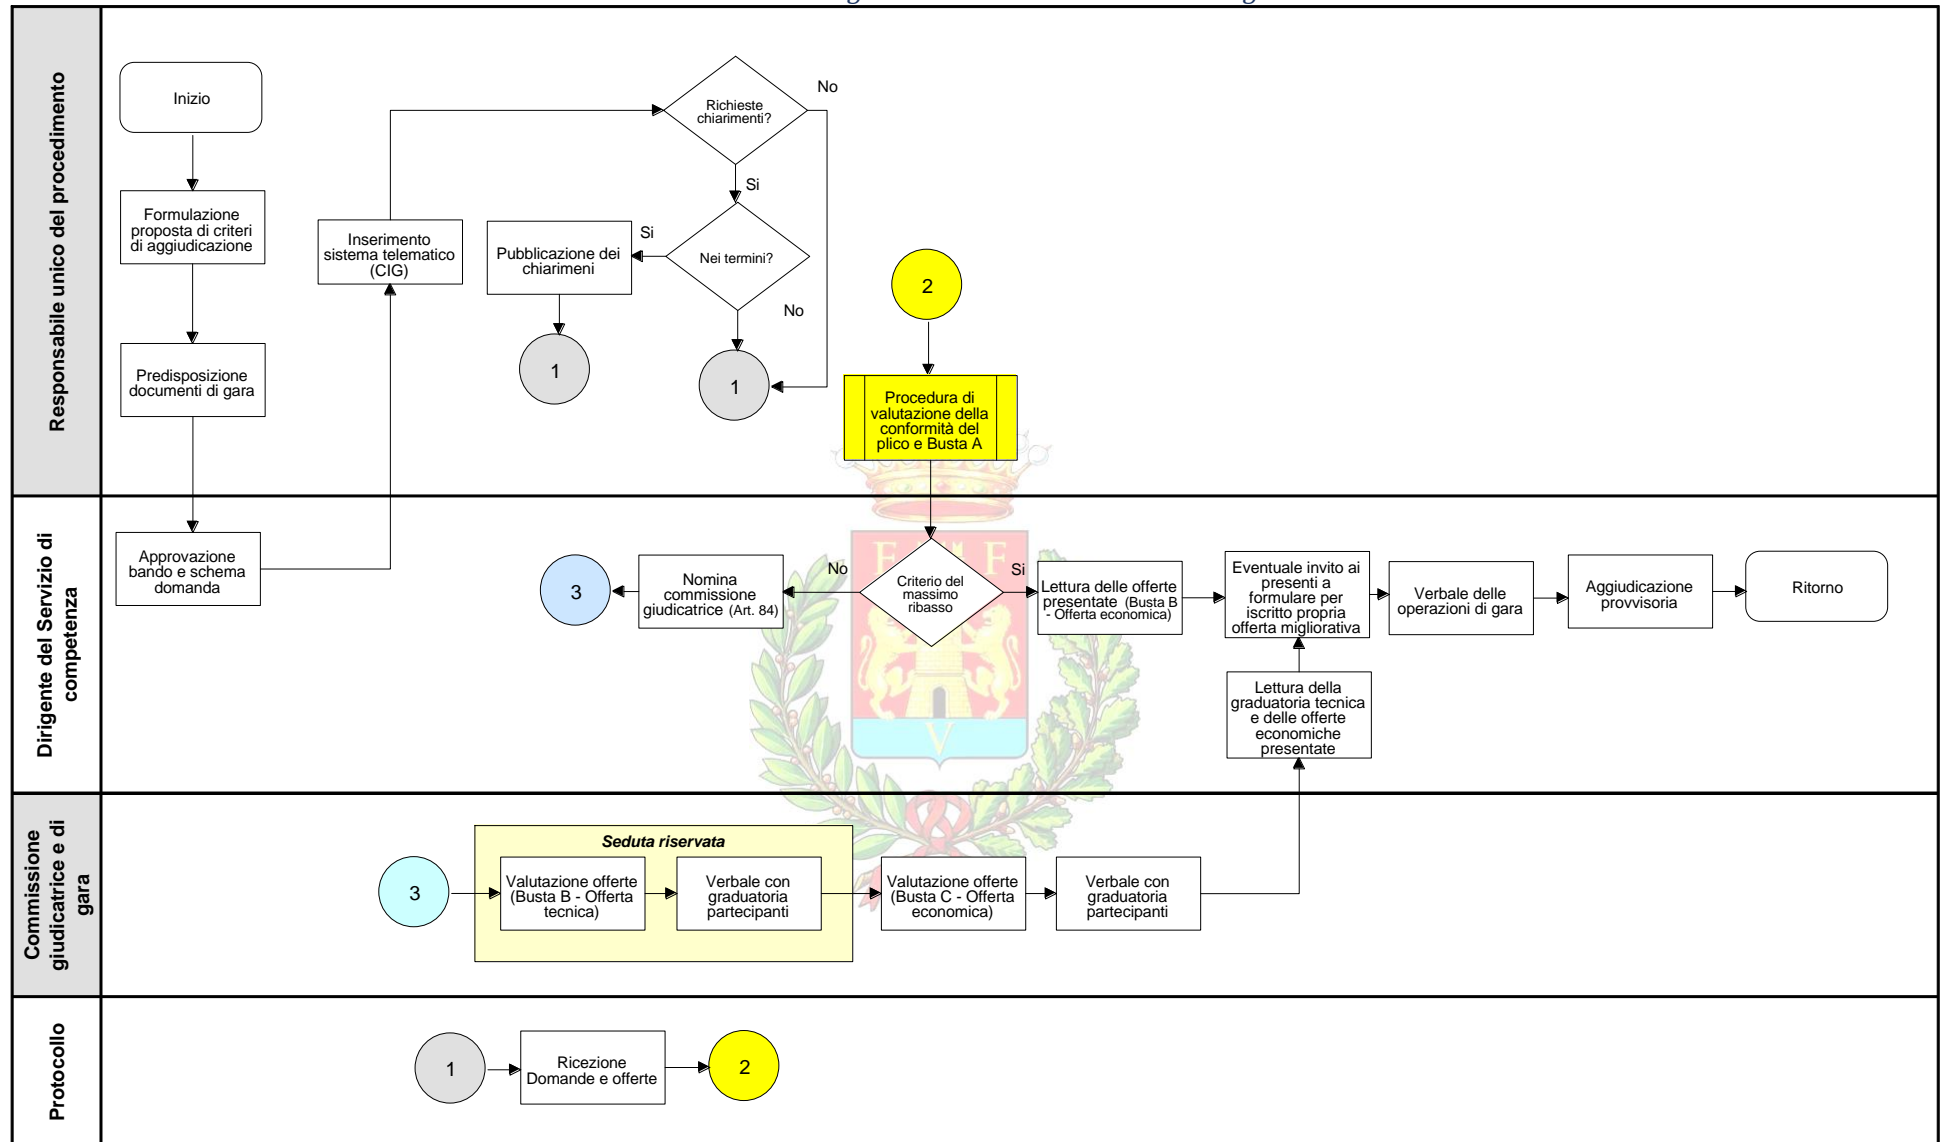 Responsabile unico del procedimento
Inizio
Formulazione
proposta di criteri
di aggiudicazione
Predisposizione
documenti di gara
Inserimento
sistema telematico
(CIG)
Richieste
chiarimenti?
No
Si
Nei termini?
Si
No
Pubblicazione dei
chiarimeni
1
1
2
Procedura di
valutazione della
conformità del
plico e Busta A
Dirigente del Servizio di
competenza
Approvazione
bando e schema
domanda
3
Nomina
commissione
giudicatrice (Art. 84)
No
Criterio del
massimo
ribasso
Si
Lettura delle offerte
presentate (Busta B
- Offerta economica)
Eventuale invito ai
presenti a
formulare per
iscritto propria
offerta migliorativa
Verbale delle
operazioni di gara
Aggiudicazione
provvisoria
Ritorno
Lettura della
graduatoria tecnica
e delle offerte
economiche
presentate
F F
V
Commissione
giudicatrice e di
gara
3
Seduta riservata
Valutazione offerte
(Busta B - Offerta
tecnica)
Verbale con
graduatoria
partecipanti
Valutazione offerte
(Busta C - Offerta
economica)
Verbale con
graduatoria
partecipanti
Protocollo
1
Ricezione
Domande e offerte
2